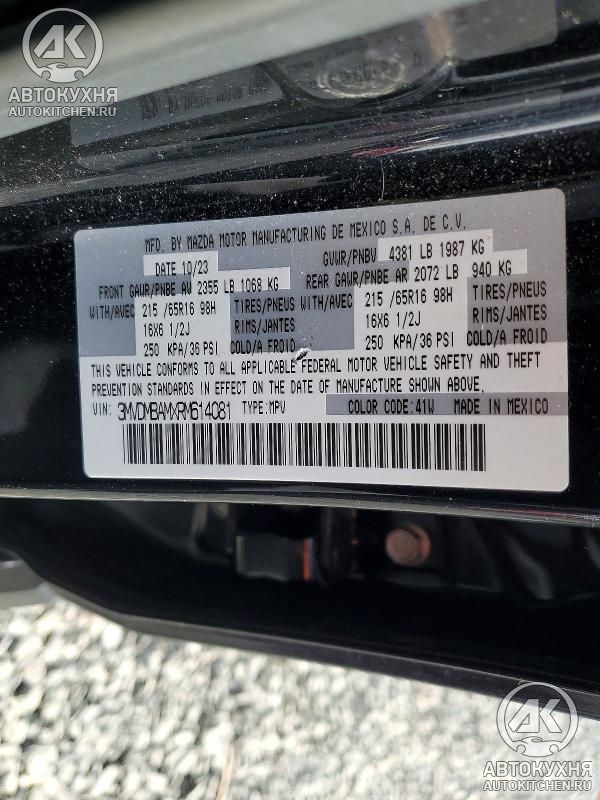 АВТОКУХНЯ
AUTOKITCHEN.RU
MFD. BY MAZDA MOTOR MANUFACTURING DE MEXICO S.A. DE C.V.
DATE 10/23 GVWR/PNBV 4381 LB 1987 KG
FRONT GAWR/PNBE AV 2355 LB 1068 KG REAR GAWR/PNBE AR 2072 LB 940 KG
WITH/AVEC 215 /65R16 98H TIRES/PNEUS WITH/AVEC 215 /65R16 98H TIRES/PNEUS
16X6 1/2J RIMS/JANTES 16X6 1/2J RIMS/JANTES
250 KPA/36 PSI COLD/A FROID 250 KPA/36 PSI COLD/A FROID
THIS VEHICLE CONFORMS TO ALL APPLICABLE FEDERAL MOTOR VEHICLE SAFETY AND THEFT
PREVENTION STANDARDS IN EFFECT ON THE DATE OF MANUFACTURE SHOWN ABOVE.
VIN: 3MVDMBAMXRM614081 TYPE:MPV COLOR CODE:41W MADE IN MEXICO
АВТОКУХНЯ
AUTOKITCHEN.RU